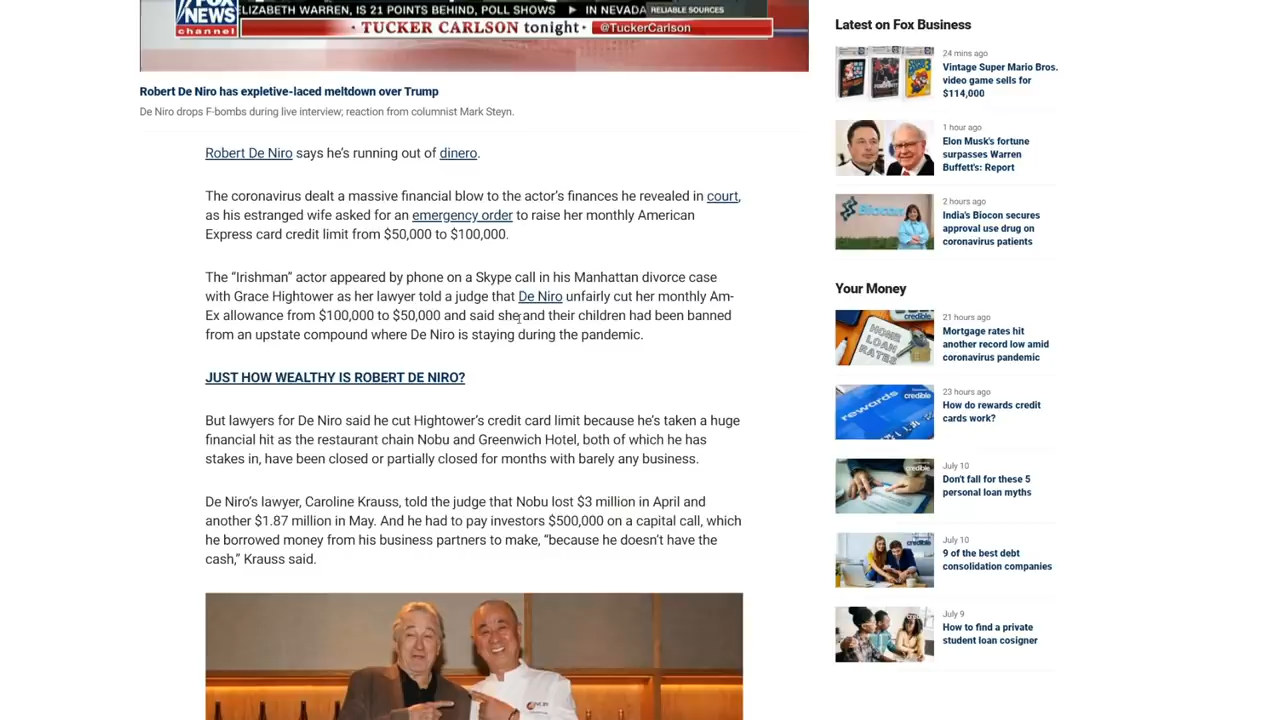 FOX
NEWS
channel
ELIZABETH WARREN, IS 21 POINTS BEHIND, POLL SHOWS ▶ IN NEVADA RELIABLE SOURCES
· TUCKER CARLSON tonight · @TuckerCarlson
Robert De Niro has expletive-laced meltdown over Trump
De Niro drops F-bombs during live interview; reaction from columnist Mark Steyn.
Robert De Niro says he's running out of dinero.
The coronavirus dealt a massive financial blow to the actor's finances he revealed in court,
as his estranged wife asked for an emergency order to raise her monthly American
Express card credit limit from $50,000 to $100,000.
The “Irishman” actor appeared by phone on a Skype call in his Manhattan divorce case
with Grace Hightower as her lawyer told a judge that De Niro unfairly cut her monthly Am-
Ex allowance from $100,000 to $50,000 and said she and their children had been banned
from an upstate compound where De Niro is staying during the pandemic.
JUST HOW WEALTHY IS ROBERT DE NIRO?
But lawyers for De Niro said he cut Hightower's credit card limit because he's taken a huge
financial hit as the restaurant chain Nobu and Greenwich Hotel, both of which he has
stakes in, have been closed or partially closed for months with barely any business.
De Niro's lawyer, Caroline Krauss, told the judge that Nobu lost $3 million in April and
another $1.87 million in May. And he had to pay investors $500,000 on a capital call, which
he borrowed money from his business partners to make, “because he doesn't have the
cash,” Krauss said.
Latest on Fox Business
24 mins ago
Vintage Super Mario Bros.
video game sells for
$114,000
1 hour ago
Elon Musk's fortune
surpasses Warren
Buffett's: Report
Biocon
2 hours ago
India's Biocon secures
approval use drug on
coronavirus patients
Your Money
credible
HOME
LOAN
RATES
21 hours ago
Mortgage rates hit
another record low amid
coronavirus pandemic
credible
rewards
23 hours ago
How do rewards credit
cards work?
credible
July 10
Don't fall for these 5
personal loan myths
credible
July 10
9 of the best debt
consolidation companies
credible
July 9
How to find a private
student loan cosigner